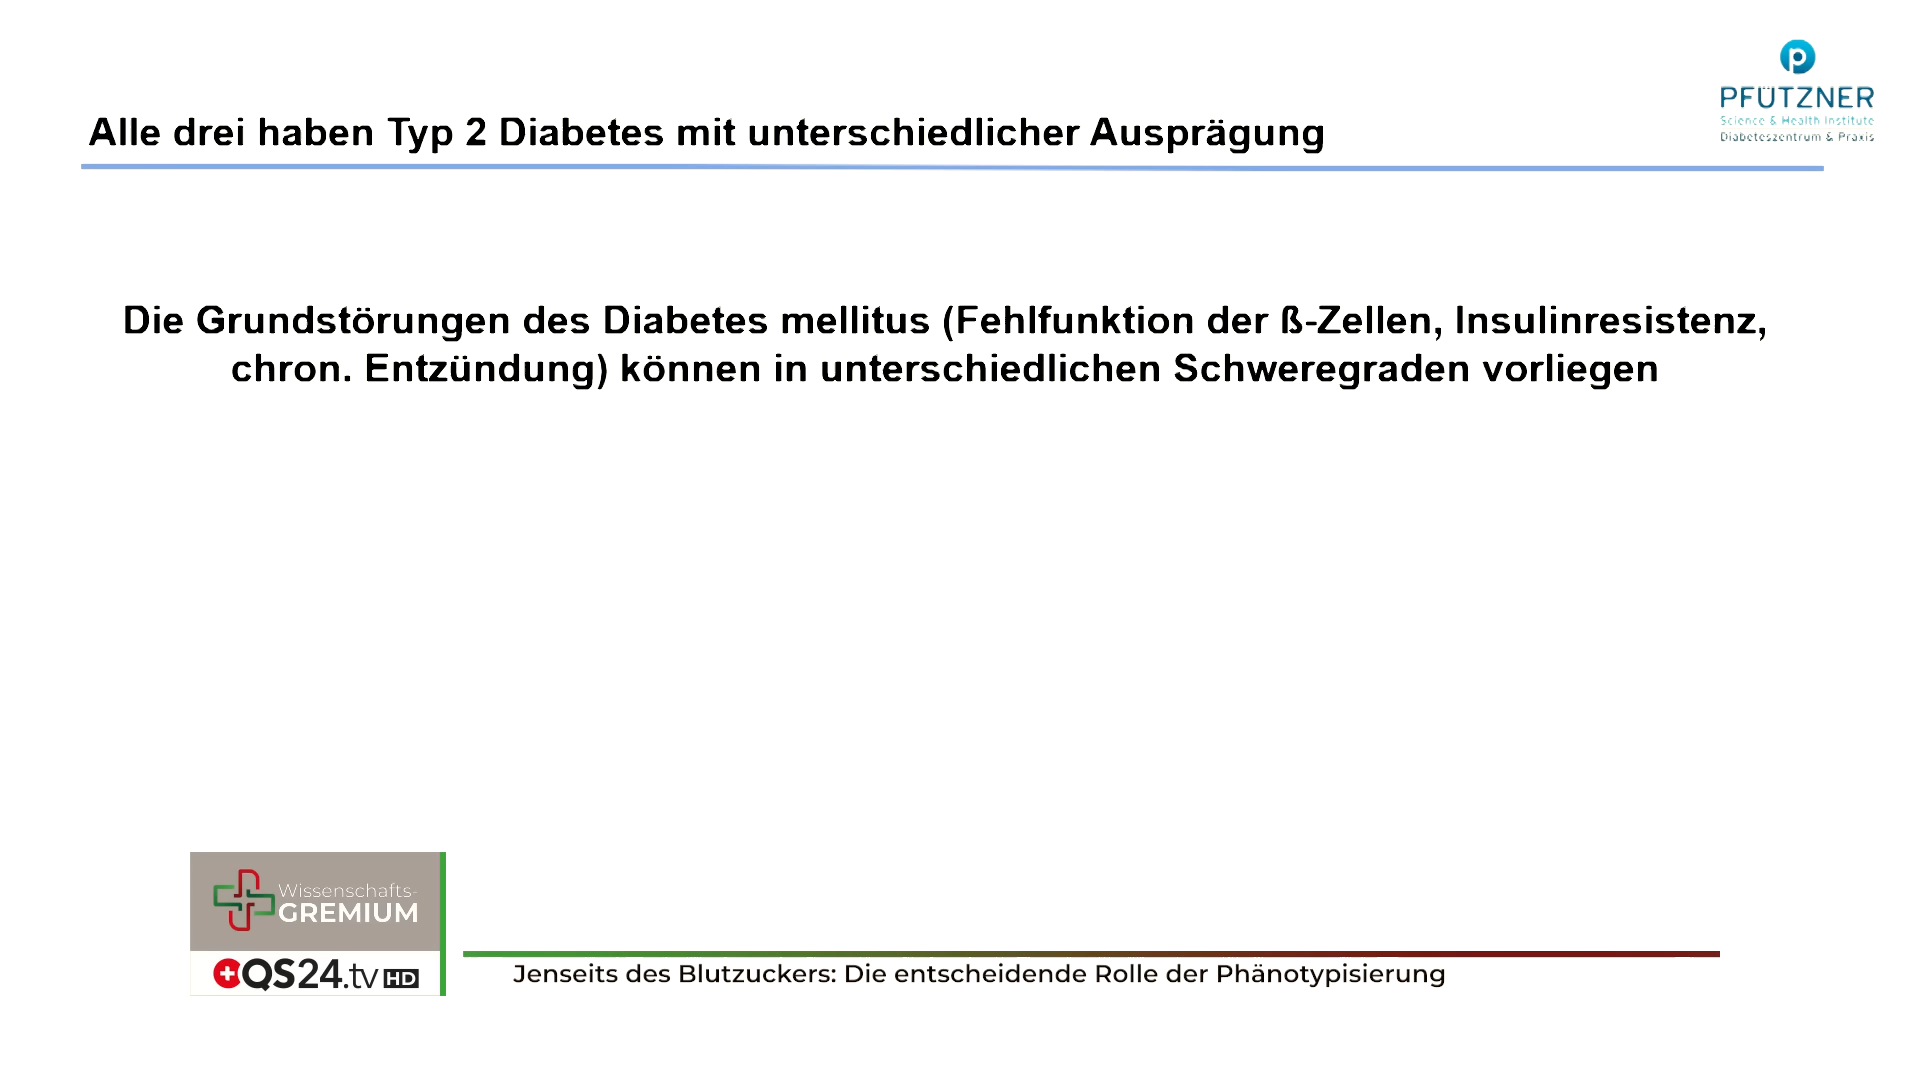 PFÜTZNER
Science & Health Institute
Diabeteszentrum & Praxis
Alle drei haben Typ 2 Diabetes mit unterschiedlicher Ausprägung
Die Grundstörungen des Diabetes mellitus (Fehlfunktion der ß-Zellen, Insulinresistenz,
chron. Entzündung) können in unterschiedlichen Schweregraden vorliegen
Wissenschafts-
GREMIUM
QS24.tv HD
Jenseits des Blutzuckers: Die entscheidende Rolle der Phänotypisierung